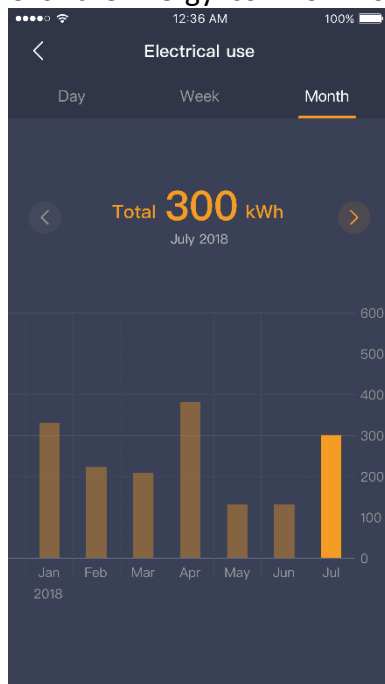 12:36 AM 100%
Electrical use
Day Week Month
Total 300 kWh
July 2018
600
500
400
300
200
100
0
Jan Feb Mar Apr May Jun Jul
2018